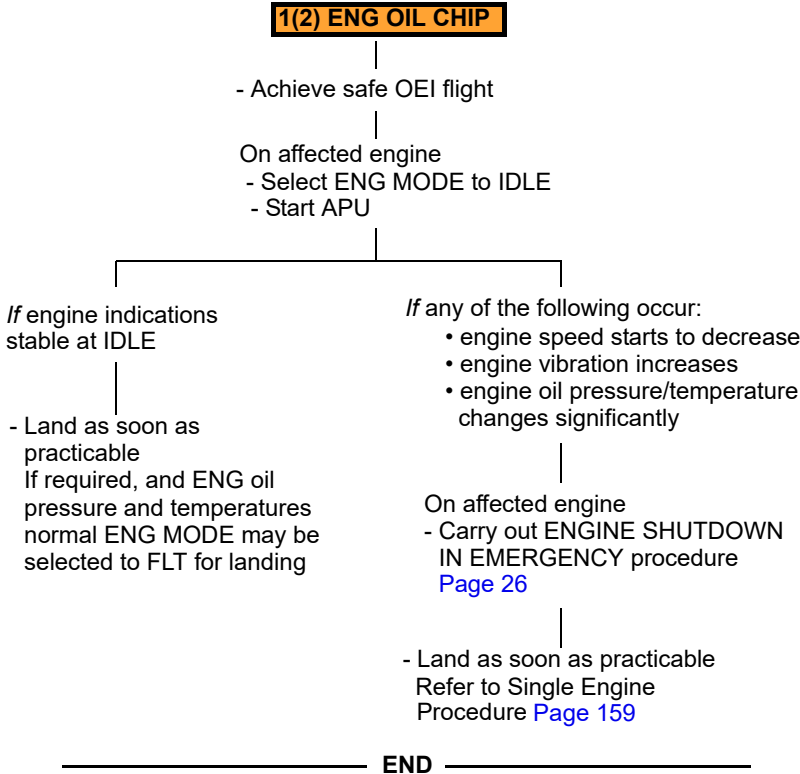 1(2) ENG OIL CHIP
- Achieve safe OEI flight
On affected engine
- Select ENG MODE to IDLE
- Start APU
If engine indications
stable at IDLE
- Land as soon as
practicable
If required, and ENG oil
pressure and temperatures
normal ENG MODE may be
selected to FLT for landing
If any of the following occur:
• engine speed starts to decrease
• engine vibration increases
• engine oil pressure/temperature
changes significantly
On affected engine
- Carry out ENGINE SHUTDOWN
IN EMERGENCY procedure
Page 26
- Land as soon as practicable
Refer to Single Engine
Procedure Page 159
END